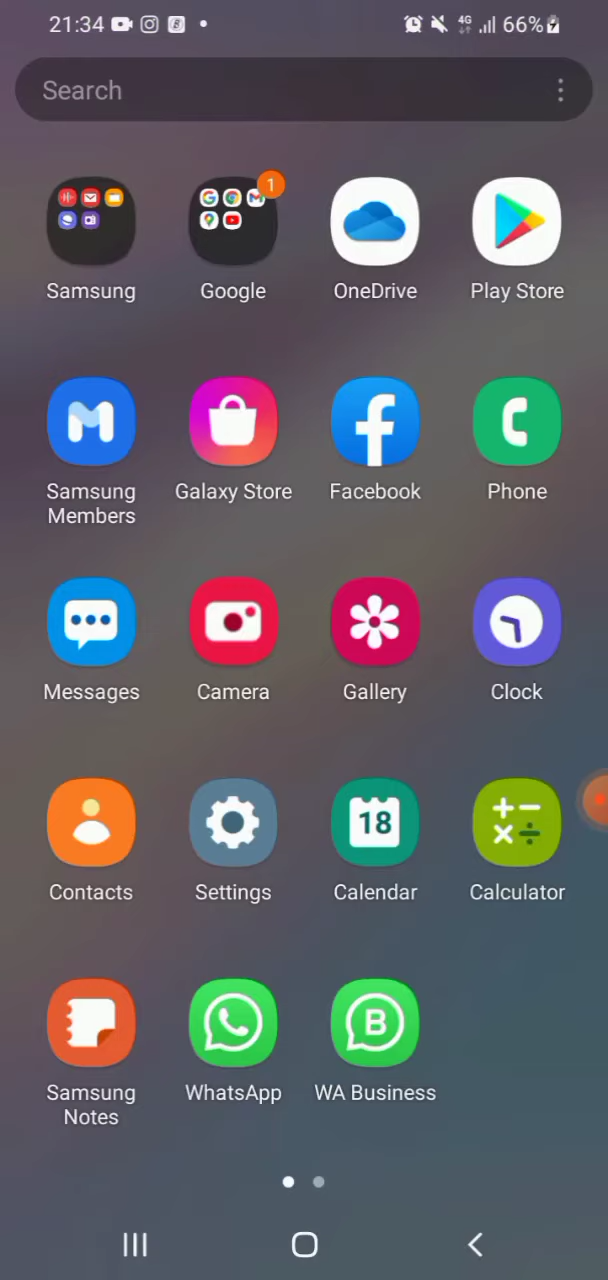 21:34 4G 66%
Search
1
Samsung Google OneDrive Play Store
Samsung Members Galaxy Store Facebook Phone
Messages Camera Gallery Clock
18
Contacts Settings Calendar Calculator
B
Samsung Notes WhatsApp WA Business